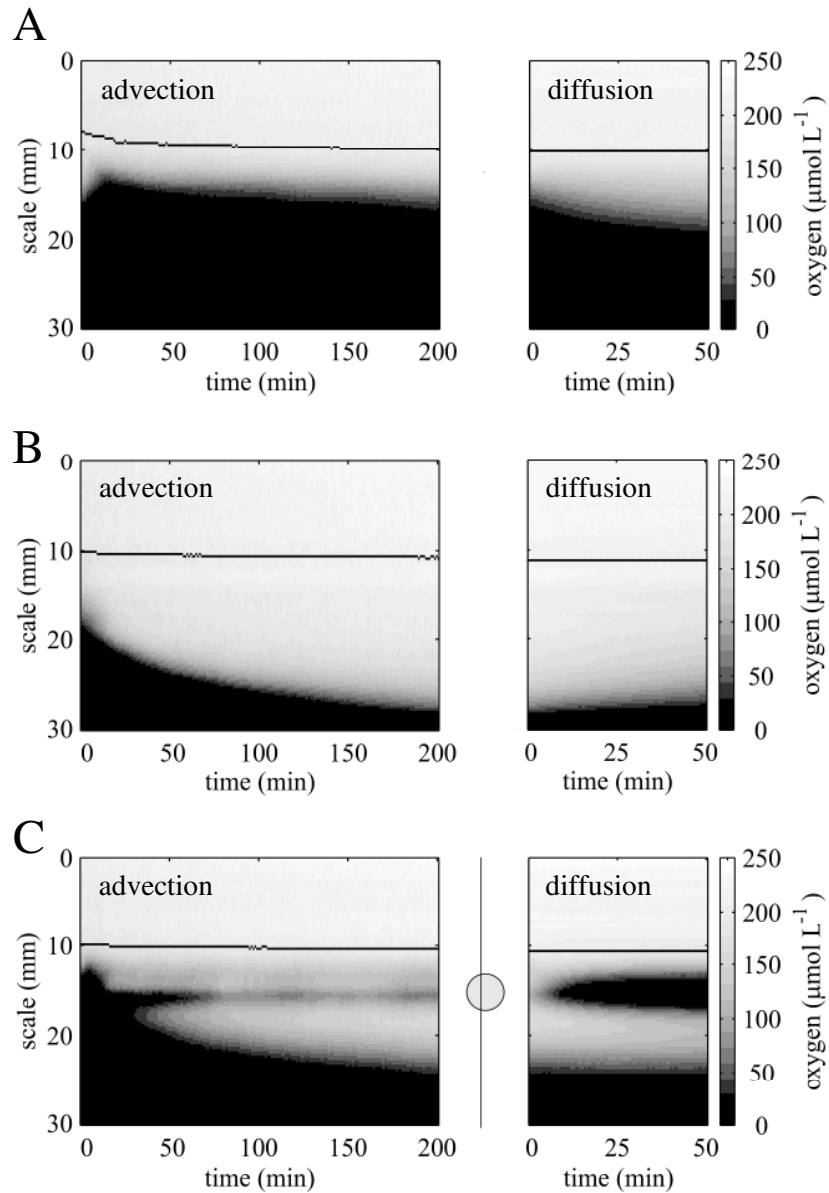 A
advection
diffusion
0
10
20
30
scale (mm)
0 50 100 150 200
time (min)
0 25 50
time (min)
250
200
150
100
50
0
oxygen (µmol L⁻¹)
B
advection
diffusion
0
10
20
30
scale (mm)
0 50 100 150 200
time (min)
0 25 50
time (min)
250
200
150
100
50
0
oxygen (µmol L⁻¹)
C
advection
diffusion
0
10
20
30
scale (mm)
0 50 100 150 200
time (min)
0 25 50
time (min)
250
200
150
100
50
0
oxygen (µmol L⁻¹)